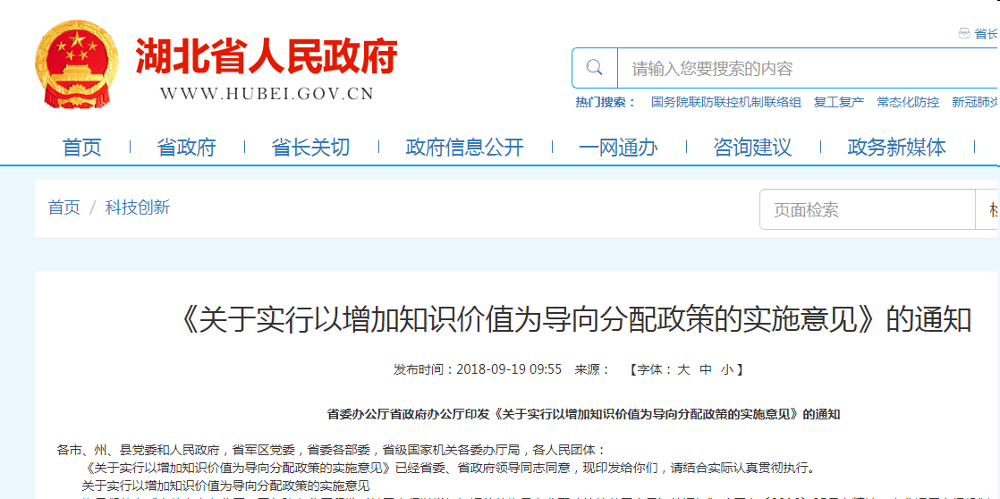 省长
湖北省人民政府
WWW.HUBEI.GOV.CN
请输入您要搜索的内容
热门搜索： 国务院联防联控机制联络组 复工复产 常态化防控 新冠肺炎
首页 省政府 省长关切 政府信息公开 一网通办 咨询建议 政务新媒体
首页 / 科技创新
页面检索
《关于实行以增加知识价值为导向分配政策的实施意见》的通知
发布时间：2018-09-19 09:55 来源： 【字体：大 中 小】
省委办公厅省政府办公厅印发《关于实行以增加知识价值为导向分配政策的实施意见》的通知
各市、州、县党委和人民政府，省军区党委，省委各部委，省级国家机关各委办厅局，各人民团体：
《关于实行以增加知识价值为导向分配政策的实施意见》已经省委、省政府领导同志同意，现印发给你们，请结合实际认真贯彻执行。
关于实行以增加知识价值为导向分配政策的实施意见